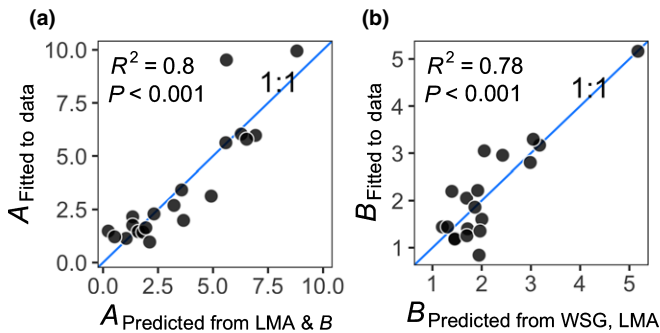 (a)
R² = 0.8
P < 0.001
1:1
10.0
7.5
5.0
2.5
0.0
A Fitted to data
0.0 2.5 5.0 7.5 10.0
A Predicted from LMA & B
(b)
R² = 0.78
P < 0.001
1:1
5
4
3
2
1
B Fitted to data
1 2 3 4 5
B Predicted from WSG, LMA